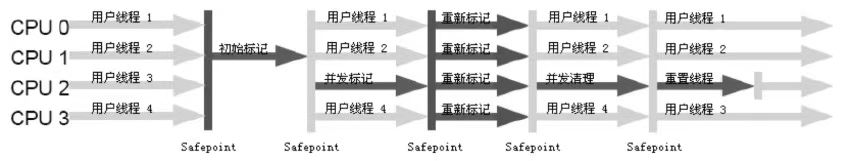 CPU 0 用户线程 1 用户线程 1 重新标记 用户线程 1 用户线程 1
CPU 1 用户线程 2 初始标记 用户线程 2 重新标记 用户线程 2 用户线程 2
CPU 2 用户线程 3 并发标记 重新标记 并发清理 重置线程
CPU 3 用户线程 4 用户线程 4 重新标记 用户线程 4 用户线程 3
Safepoint Safepoint Safepoint Safepoint Safepoint